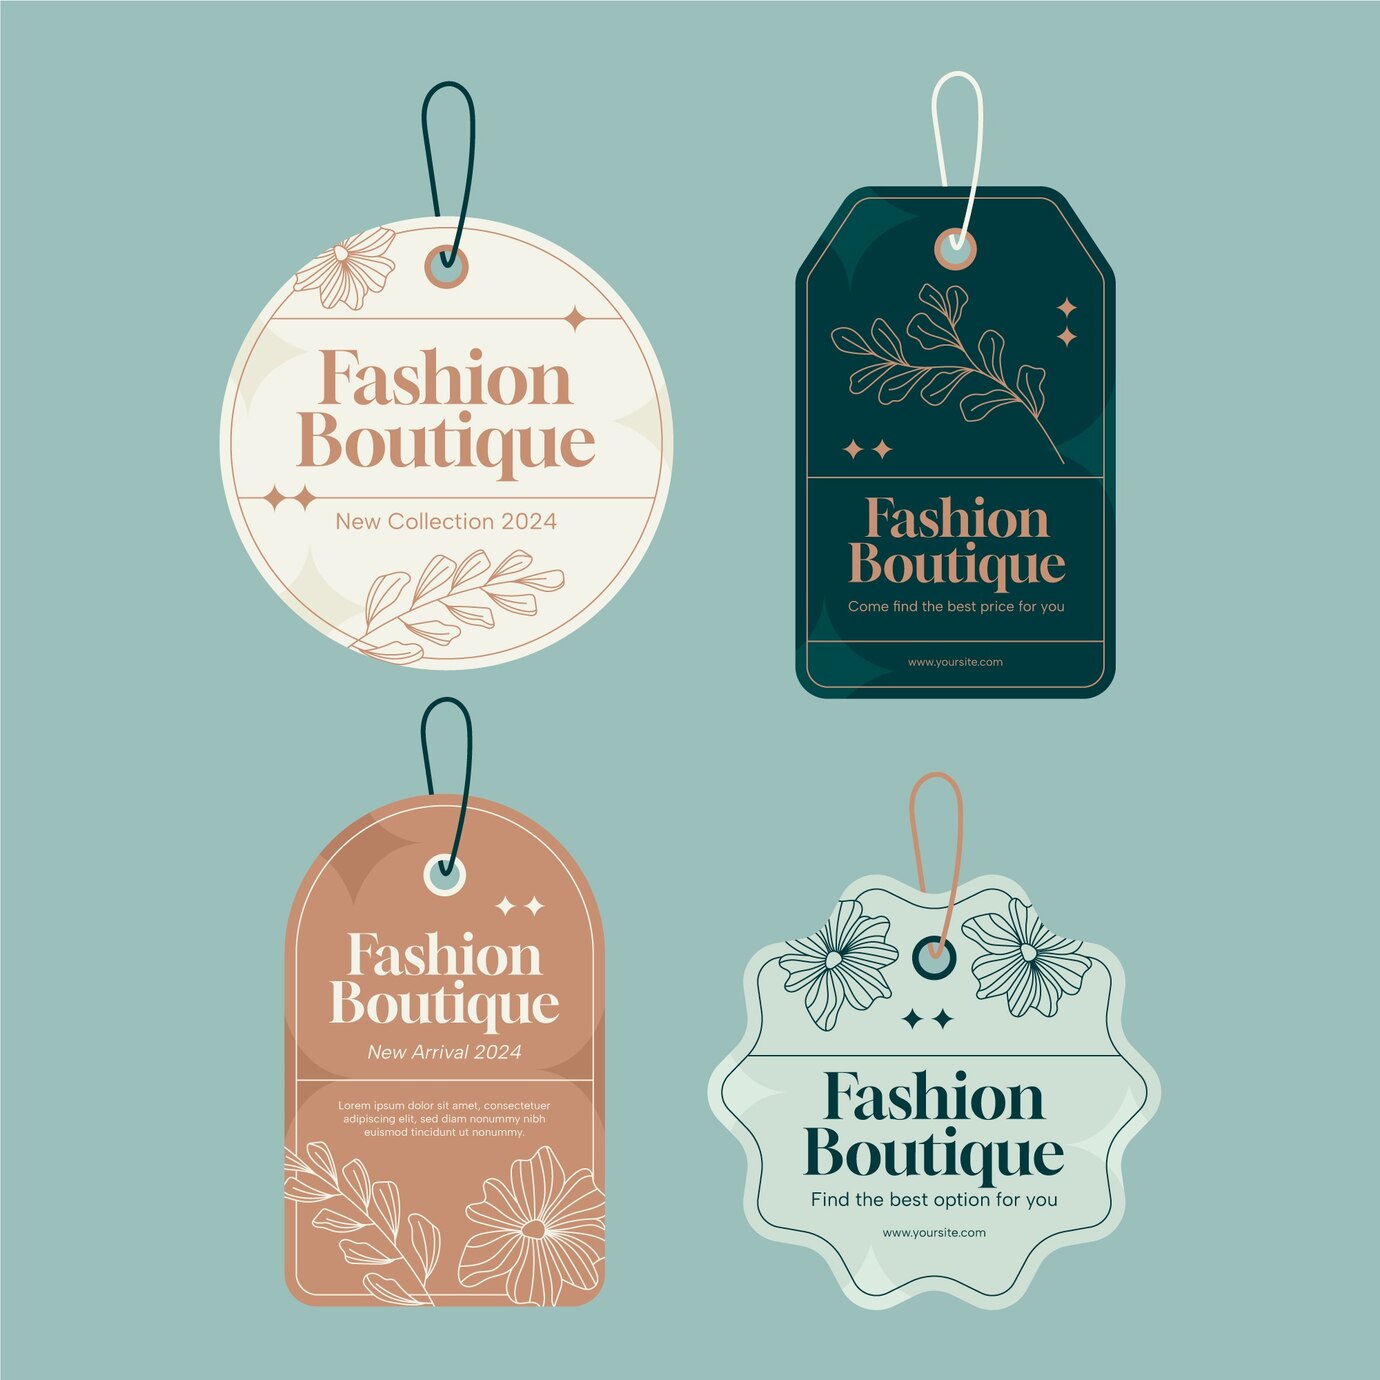 Fashion
Boutique
New Collection 2024
Fashion
Boutique
Come find the best price for you
www.yoursite.com
Fashion
Boutique
New Arrival 2024
Lorem ipsum dolor sit amet, consectetuer
adipiscing elit, sed diam nonummy nibh
euismod tincidunt ut nonummy.
Fashion
Boutique
Find the best option for you
www.yoursite.com